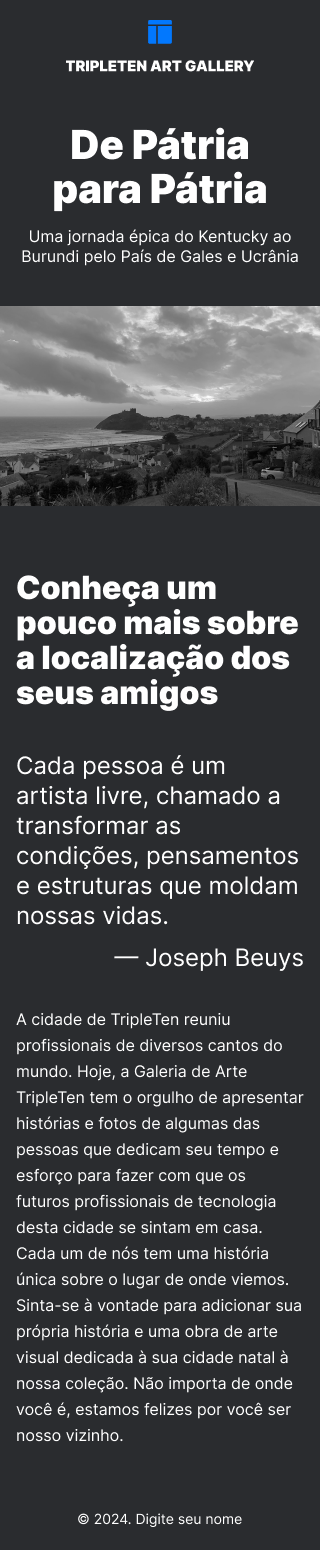 TRIPLETEN ART GALLERY
De Pátria
para Pátria
Uma jornada épica do Kentucky ao
Burundi pelo País de Gales e Ucrânia
Conheça um
pouco mais sobre
a localização dos
seus amigos
Cada pessoa é um
artista livre, chamado a
transformar as
condições, pensamentos
e estruturas que moldam
nossas vidas.
— Joseph Beuys
A cidade de TripleTen reuniu
profissionais de diversos cantos do
mundo. Hoje, a Galeria de Arte
TripleTen tem o orgulho de apresentar
histórias e fotos de algumas das
pessoas que dedicam seu tempo e
esforço para fazer com que os
futuros profissionais de tecnologia
desta cidade se sintam em casa.
Cada um de nós tem uma história
única sobre o lugar de onde viemos.
Sinta-se à vontade para adicionar sua
própria história e uma obra de arte
visual dedicada à sua cidade natal à
nossa coleção. Não importa de onde
você é, estamos felizes por você ser
nosso vizinho.
© 2024. Digite seu nome